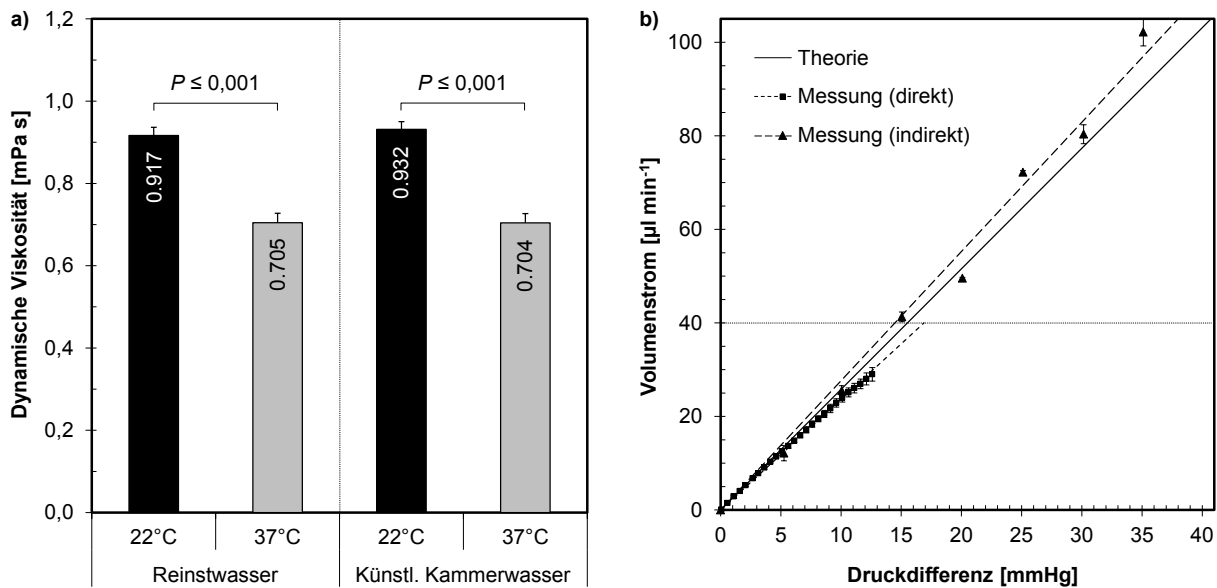 a)
Dynamische Viskosität [mPa s]
1,2
1,0
0,8
0,6
0,4
0,2
0,0
P ≤ 0,001
P ≤ 0,001
0.917
0.705
0.932
0.704
22°C
37°C
22°C
37°C
Reinstwasser
Künstl. Kammerwasser
b)
Volumenstrom [µl min⁻¹]
100
80
60
40
20
0
Theorie
Messung (direkt)
Messung (indirekt)
0
5
10
15
20
25
30
35
40
Druckdifferenz [mmHg]